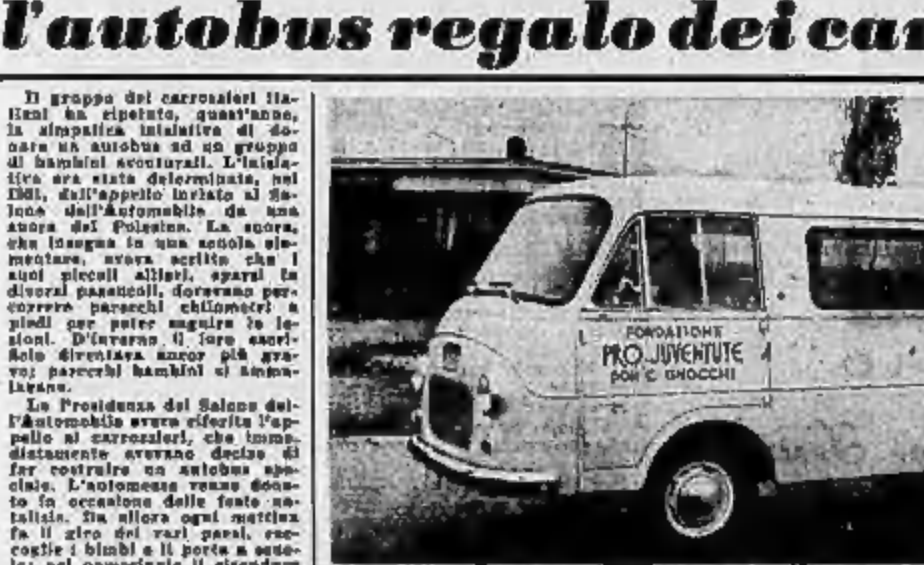 l'autobus regalo dei car
Il gruppo dei carrozzieri ita-
liani ha ripetuto, quest'anno,
la simpatica iniziativa di do-
nare un autobus ad un gruppo
di bambini sventurati. L'inizia-
tiva era stata determinata, nel
dall'appello inviato al Sa-
lone dell'Automobile da una
suora del Polesine. La suora,
che insegna in una scuola ele-
mentare, aveva scritto che i
suoi piccoli allievi, sparsi in
diversi paesucoli, dovevano per-
correre parecchi chilometri a
piedi per poter seguire le le-
zioni. D'inverno il loro sacri-
ficio diventava ancor più gra-
ve; parecchi bambini si amma-
lavano.
La Presidenza del Salone del-
l'Automobile aveva riferito l'ap-
pello ai carrozzieri, che imme-
diatamente avevano deciso di
far costruire un autobus spe-
ciale. L'automezzo venne dona-
to in occasione delle feste na-
talizie. Da allora ogni mattina
fa il giro dei vari paesi, rac-
coglie i bimbi e li porta a scuo-
la; nel pomeriggio li riconduce
FONDAZIONE
PRO JUVENTUTE
DON C. GNOCCHI